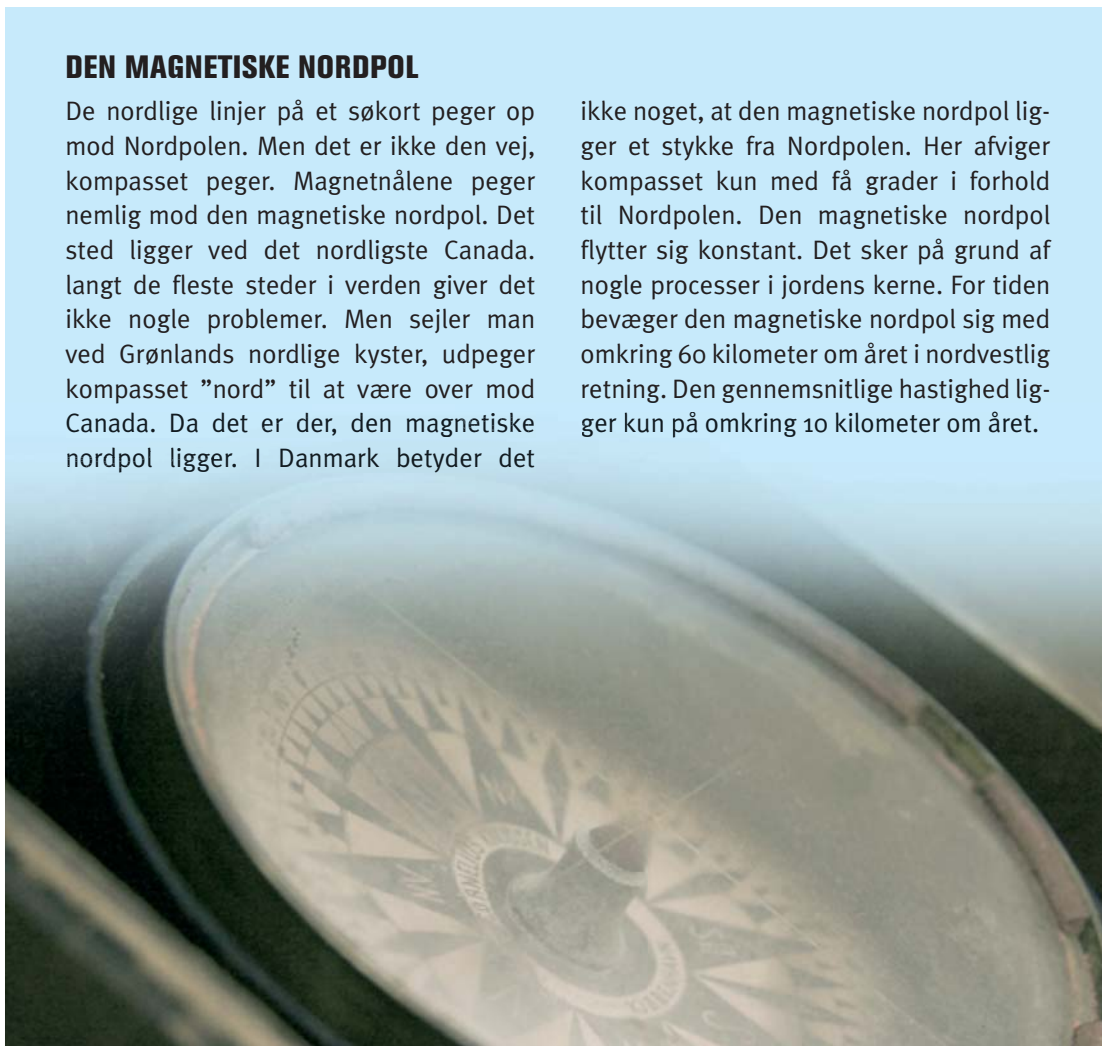 DEN MAGNETISKE NORDPOL
De nordlige linjer på et søkort peger op
mod Nordpolen. Men det er ikke den vej,
kompasset peger. Magnetnålene peger
nemlig mod den magnetiske nordpol. Det
sted ligger ved det nordligste Canada.
langt de fleste steder i verden giver det
ikke nogle problemer. Men sejler man
ved Grønlands nordlige kyster, udpeger
kompasset ”nord” til at være over mod
Canada. Da det er der, den magnetiske
nordpol ligger. I Danmark betyder det
ikke noget, at den magnetiske nordpol lig-
ger et stykke fra Nordpolen. Her afviger
kompasset kun med få grader i forhold
til Nordpolen. Den magnetiske nordpol
flytter sig konstant. Det sker på grund af
nogle processer i jordens kerne. For tiden
bevæger den magnetiske nordpol sig med
omkring 60 kilometer om året i nordvestlig
retning. Den gennemsnitlige hastighed lig-
ger kun på omkring 10 kilometer om året.